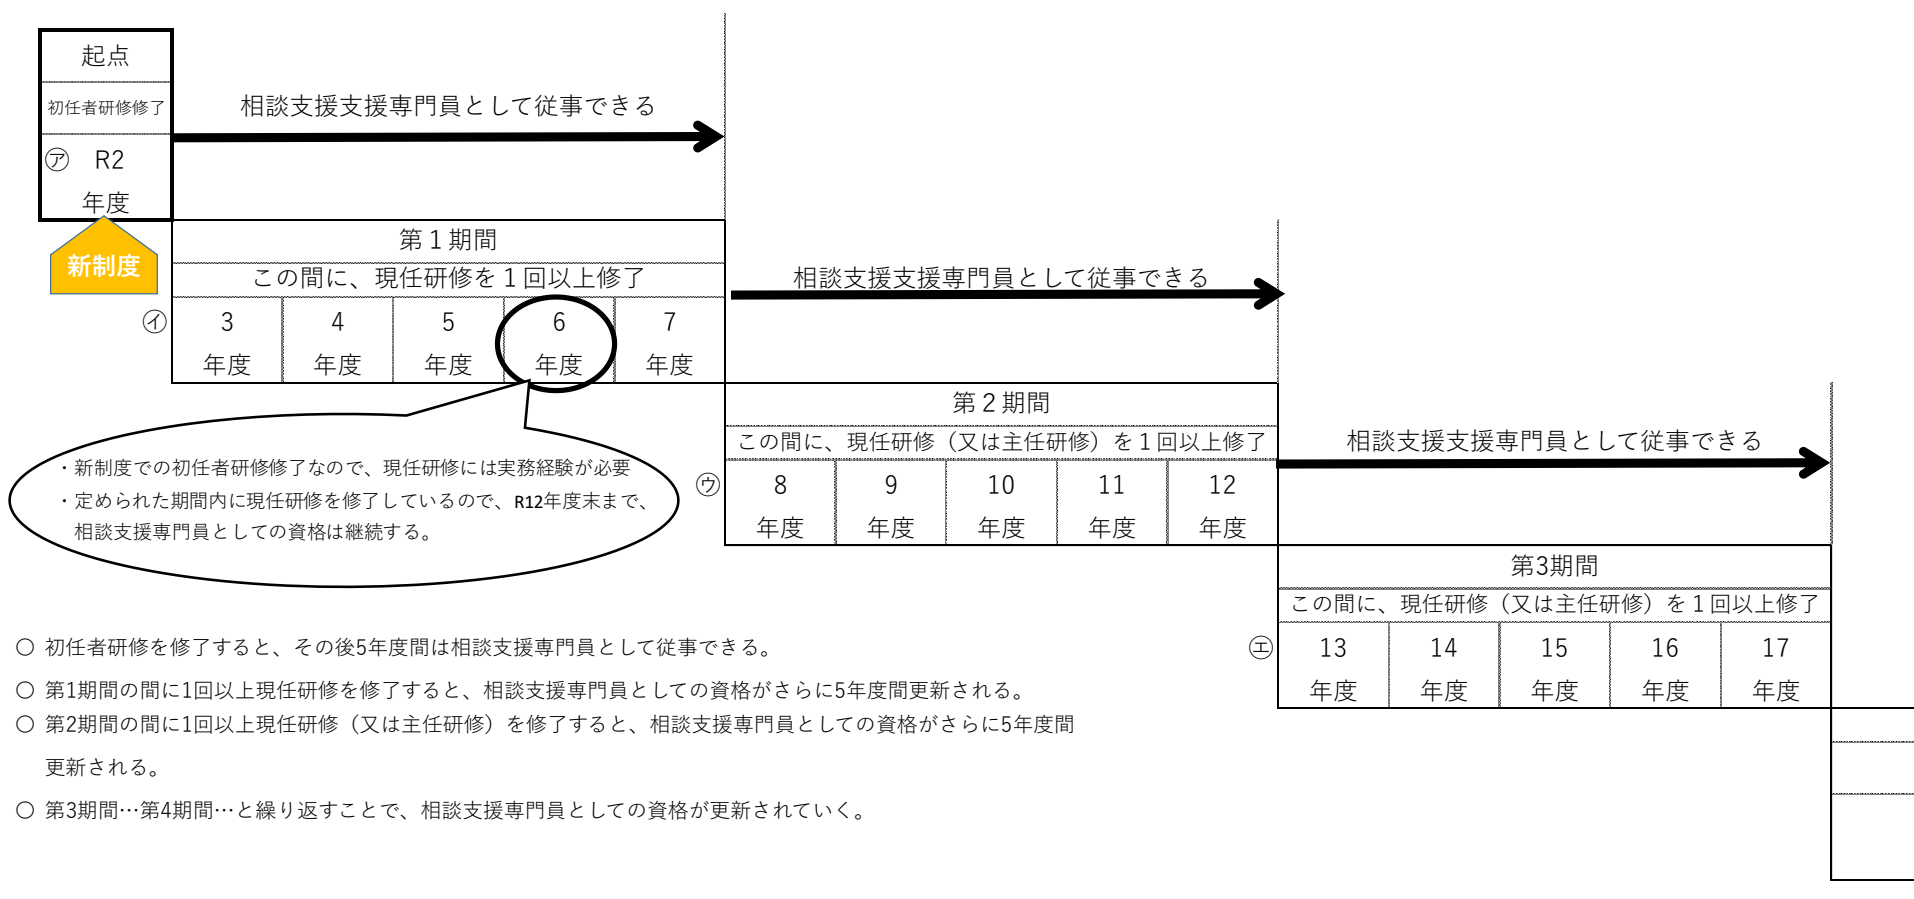 起点
初任者研修修了
㋐ R2
年度
新制度
相談支援支援専門員として従事できる
第１期間
この間に、現任研修を１回以上修了
㋑ 3 4 5 6 7
年度 年度 年度 年度 年度
相談支援支援専門員として従事できる
・新制度での初任者研修修了なので、現任研修には実務経験が必要
・定められた期間内に現任研修を修了しているので、R12年度末まで、
相談支援専門員としての資格は継続する。
第２期間
この間に、現任研修（又は主任研修）を１回以上修了
㋒ 8 9 10 11 12
年度 年度 年度 年度 年度
相談支援支援専門員として従事できる
第3期間
この間に、現任研修（又は主任研修）を１回以上修了
㋓ 13 14 15 16 17
年度 年度 年度 年度 年度
〇 初任者研修を修了すると、その後5年度間は相談支援専門員として従事できる。
〇 第1期間の間に1回以上現任研修を修了すると、相談支援専門員としての資格がさらに5年度間更新される。
〇 第2期間の間に1回以上現任研修（又は主任研修）を修了すると、相談支援専門員としての資格がさらに5年度間
更新される。
〇 第3期間…第4期間…と繰り返すことで、相談支援専門員としての資格が更新されていく。